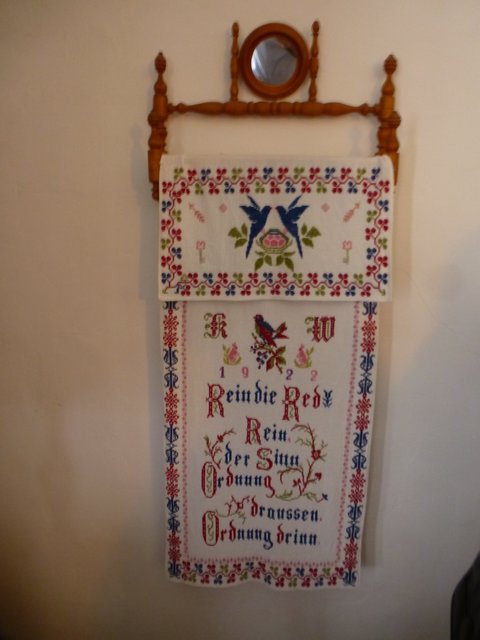 K W
1922
Rein die Red
Rein
der Sinn
Ordnung
draussen.
Ordnung drinn